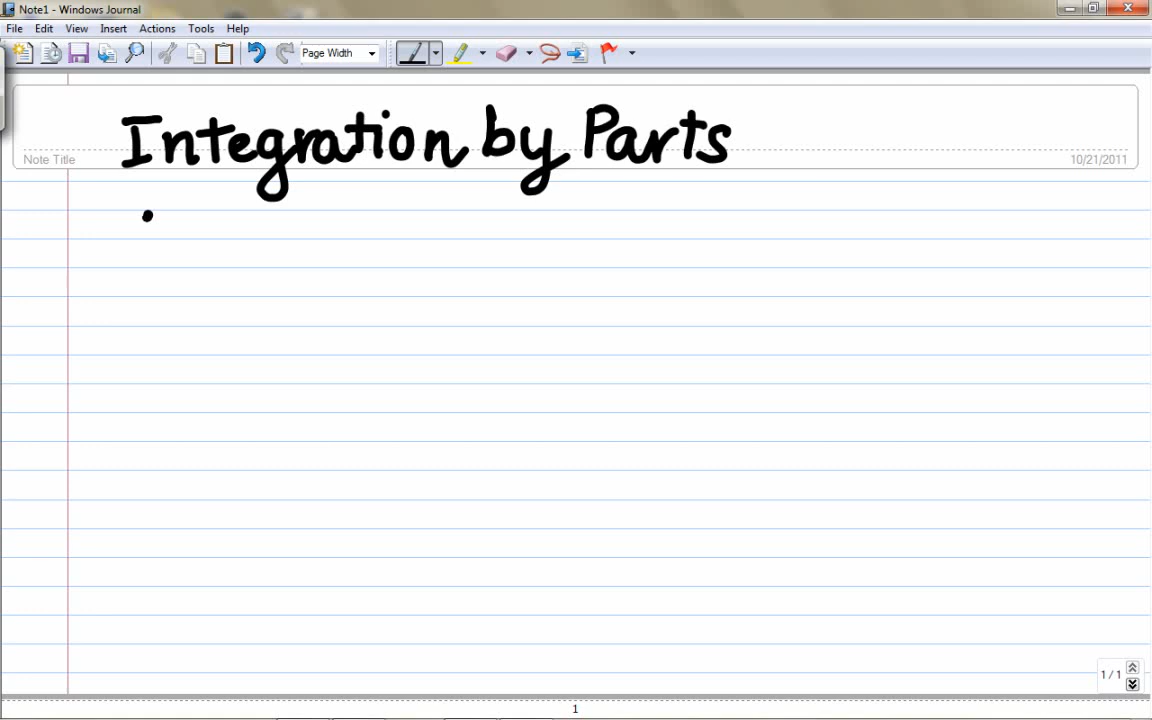 Note1 - Windows Journal
File Edit View Insert Actions Tools Help
Page Width
Integration by Parts
Note Title
10/21/2011
1 / 1
1